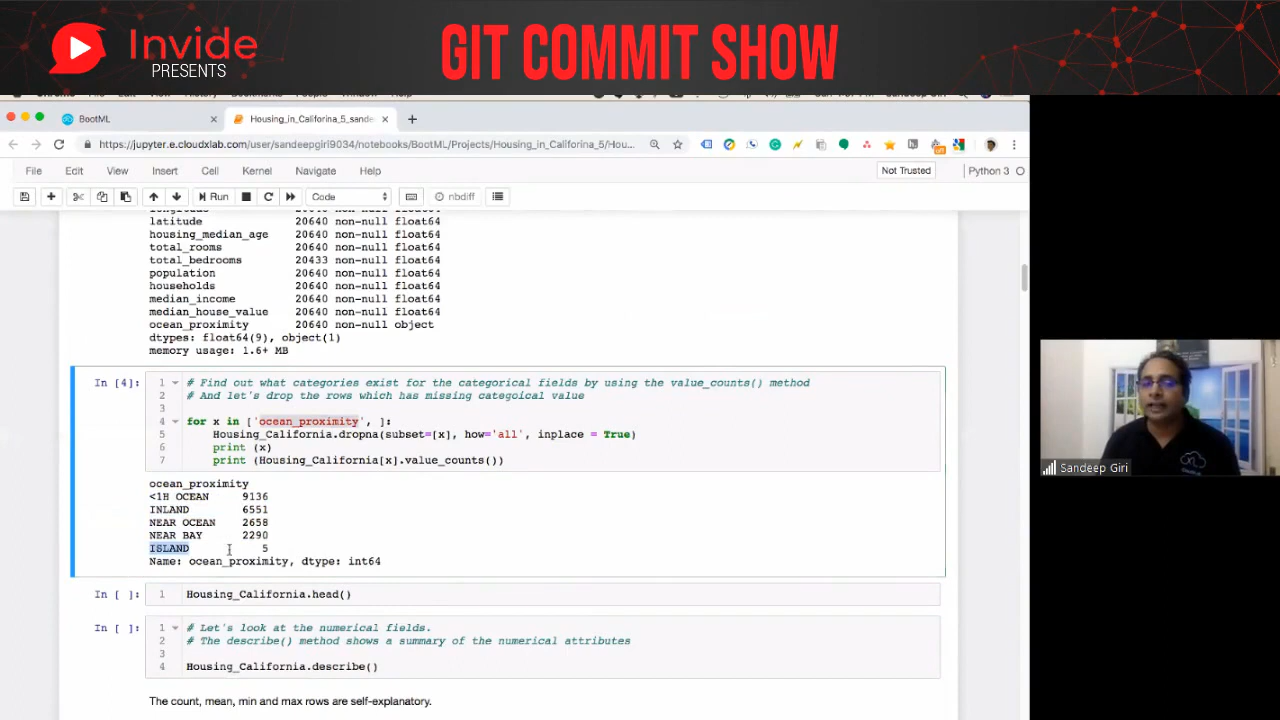 Invide
PRESENTS
GIT COMMIT SHOW
BootML
Housing_in_Califorina_5_sande
https://jupyter.e.cloudxlab.com/user/sandeepgiri9034/notebooks/BootML/Projects/Housing_in_Califorina_5/Hou...
File Edit View Insert Cell Kernel Navigate Help
Not Trusted
Python 3
Run
Code
nbdiff
latitude 20640 non-null float64
housing_median_age 20640 non-null float64
total_rooms 20640 non-null float64
total_bedrooms 20433 non-null float64
population 20640 non-null float64
households 20640 non-null float64
median_income 20640 non-null float64
median_house_value 20640 non-null float64
ocean_proximity 20640 non-null object
dtypes: float64(9), object(1)
memory usage: 1.6+ MB
In [4]:
1 # Find out what categories exist for the categorical fields by using the value_counts() method
2 # And let's drop the rows which has missing categoical value
3
4 for x in ['ocean_proximity', ]:
5 Housing_California.dropna(subset=[x], how='all', inplace = True)
6 print (x)
7 print (Housing_California[x].value_counts())
ocean_proximity
<1H OCEAN 9136
INLAND 6551
NEAR OCEAN 2658
NEAR BAY 2290
ISLAND 5
Name: ocean_proximity, dtype: int64
In [ ]: 1 Housing_California.head()
In [ ]: 1 # Let's look at the numerical fields.
2 # The describe() method shows a summary of the numerical attributes
3
4 Housing_California.describe()
The count, mean, min and max rows are self-explanatory.
Sandeep Giri